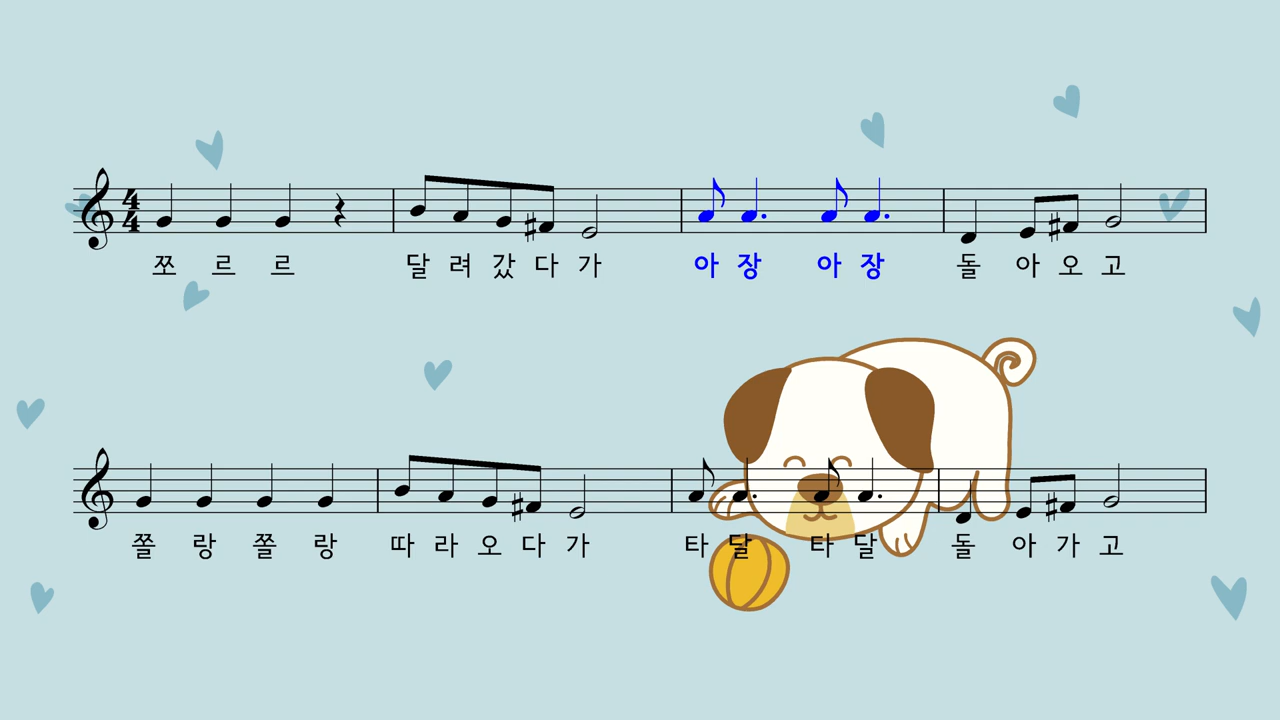 쪼 르 르 달 려 갔 다 가 아 장 아 장 돌 아 오 고
쫄 랑 쫄 랑 따 라 오 다 가 타 달 타 달 돌 아 가 고